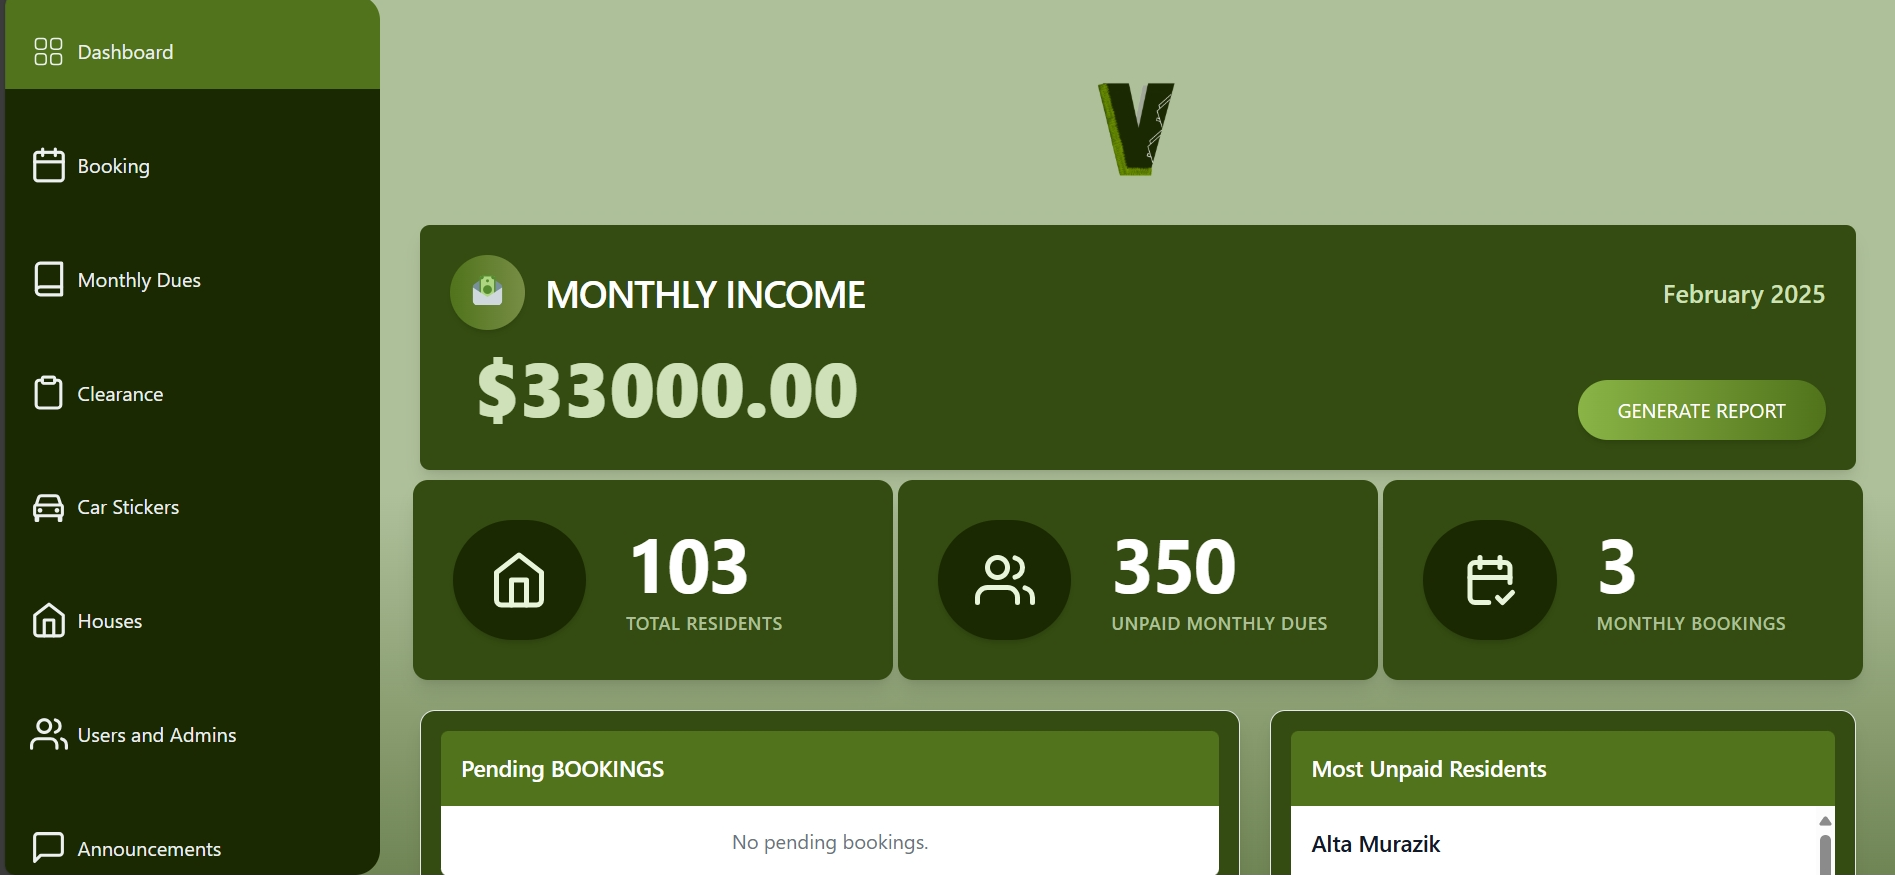 Dashboard
Booking
Monthly Dues
Clearance
Car Stickers
Houses
Users and Admins
Announcements
V
MONTHLY INCOME
February 2025
$33000.00
GENERATE REPORT
103
TOTAL RESIDENTS
350
UNPAID MONTHLY DUES
3
MONTHLY BOOKINGS
Pending BOOKINGS
No pending bookings.
Most Unpaid Residents
Alta Murazik